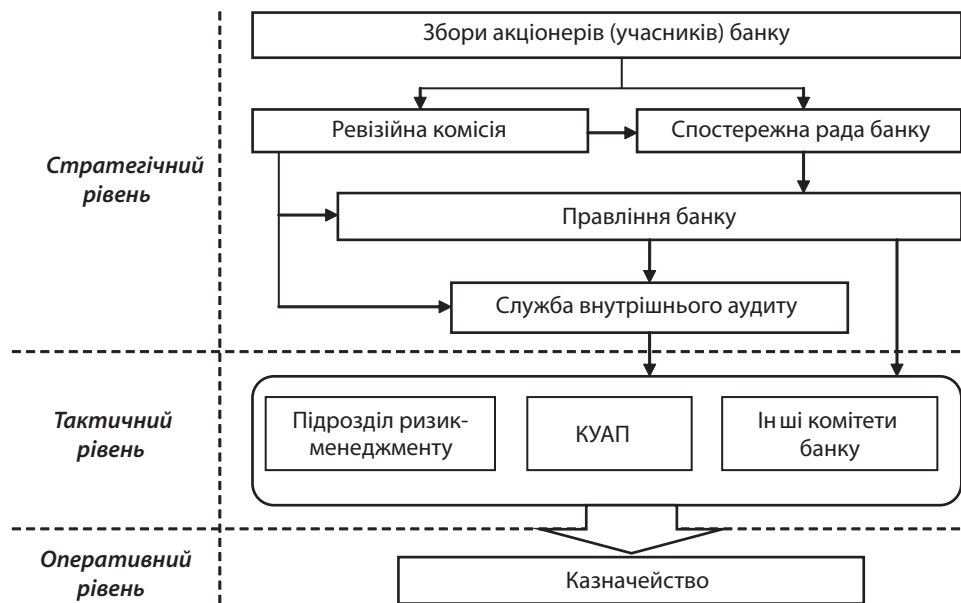 Збори акціонерів (учасників) банку
Ревізійна комісія
Спостережна рада банку
Стратегічний
рівень
Правління банку
Служба внутрішнього аудиту
Тактичний
рівень
Підрозділ ризик-
менеджменту
КУАП
Інші комітети
банку
Оперативний
рівень
Казначейство